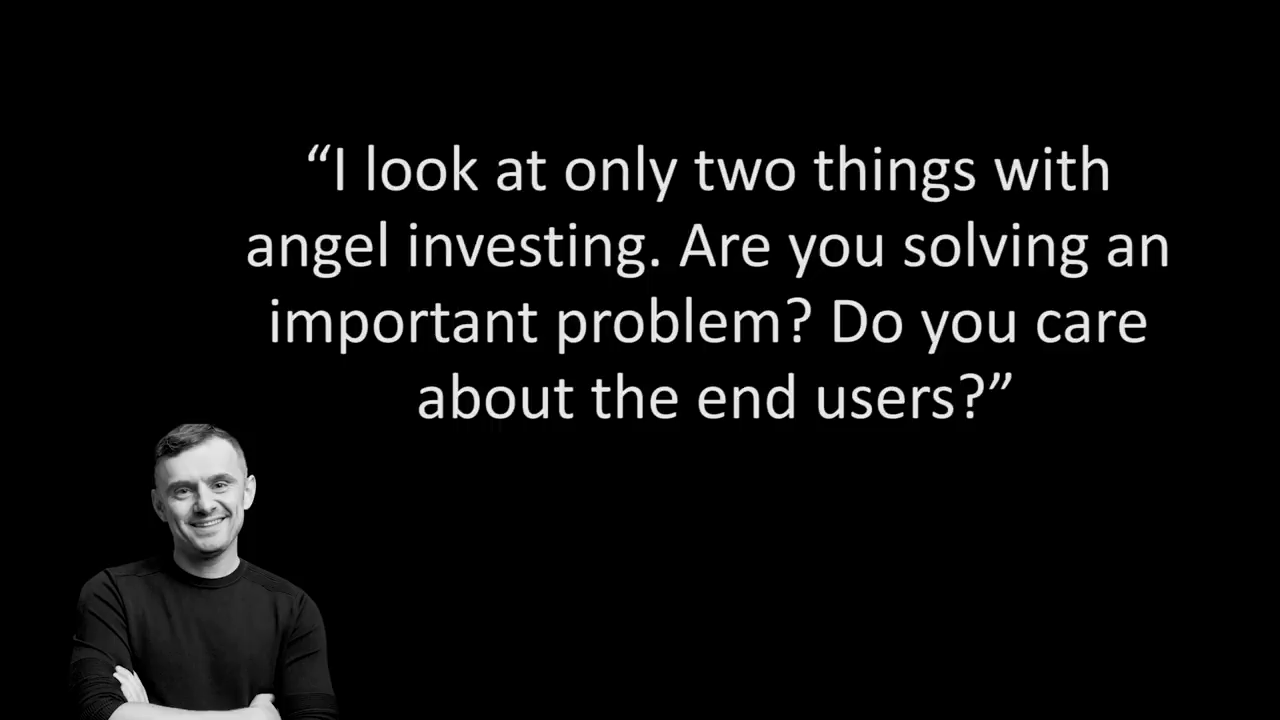 “I look at only two things with
angel investing. Are you solving an
important problem? Do you care
about the end users?”